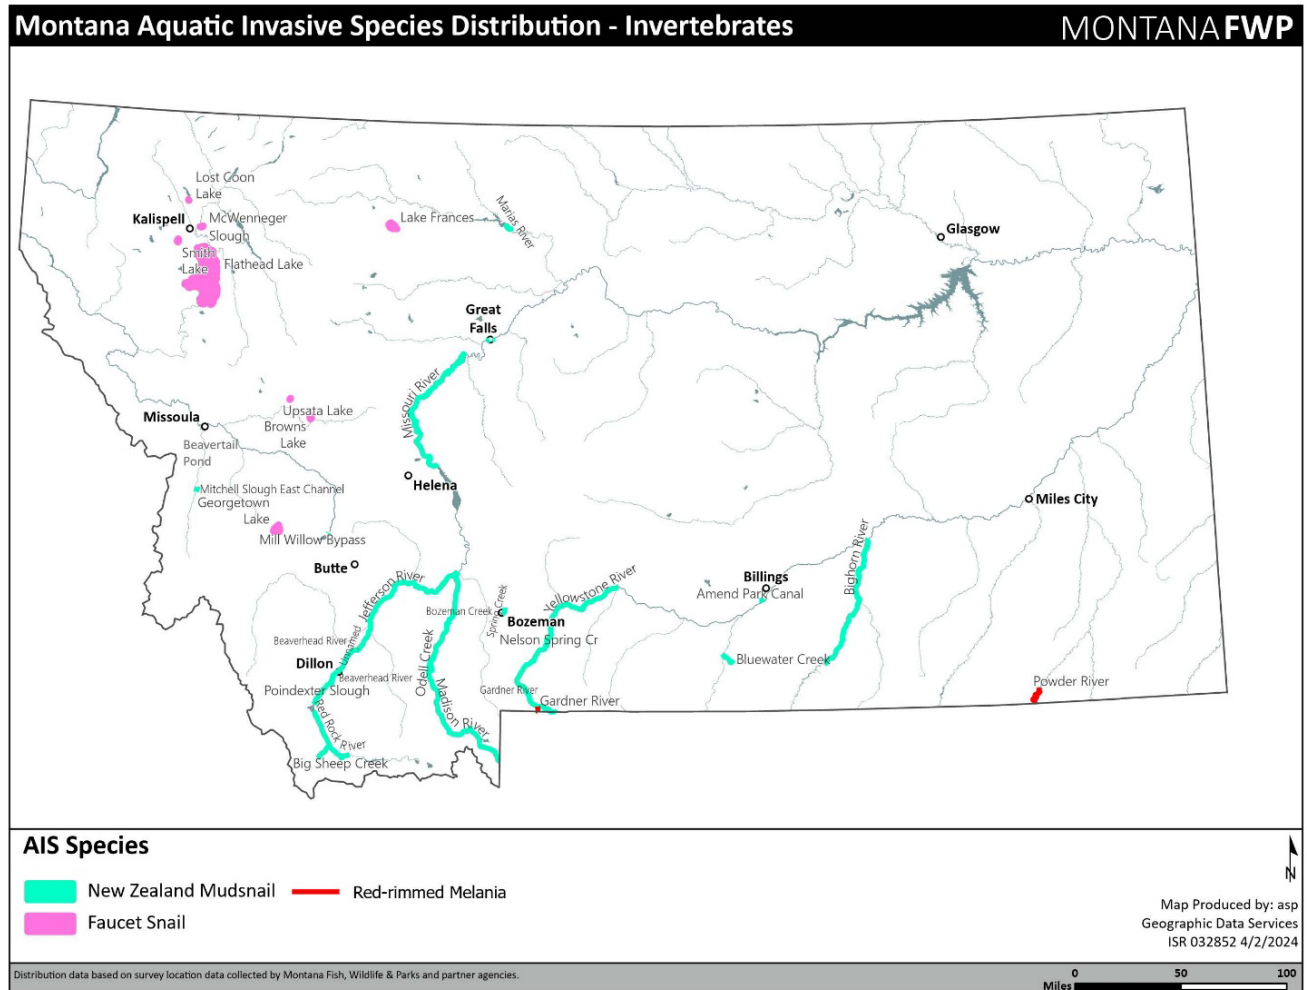 Montana Aquatic Invasive Species Distribution - Invertebrates
MONTANA FWP
Lost Coon
Lake
Kalispell
McWenneger
Slough
Smith
Lake
Flathead Lake
Lake Frances
Marias River
Glasgow
Great
Falls
Missouri River
Missoula
Upsata Lake
Browns
Lake
Beavertail
Pond
Helena
Mitchell Slough East Channel
Georgetown
Lake
Mill Willow Bypass
Miles City
Butte
Jefferson River
Bighorn River
Billings
Amend Park Canal
Yellowstone River
Bozeman Creek
Spring Creek
Bozeman
Nelson Spring Cr
Beaverhead River
Unnamed
Odell Creek
Dillon
Beaverhead River
Bluewater Creek
Poindexter Slough
Madison River
Gardner River
Gardner River
Powder River
Red Rock River
Big Sheep Creek
AIS Species
New Zealand Mudsnail
Red-rimmed Melania
Faucet Snail
N
Map Produced by: asp
Geographic Data Services
ISR 032852 4/2/2024
Distribution data based on survey location data collected by Montana Fish, Wildlife & Parks and partner agencies.
0 50 100
Miles